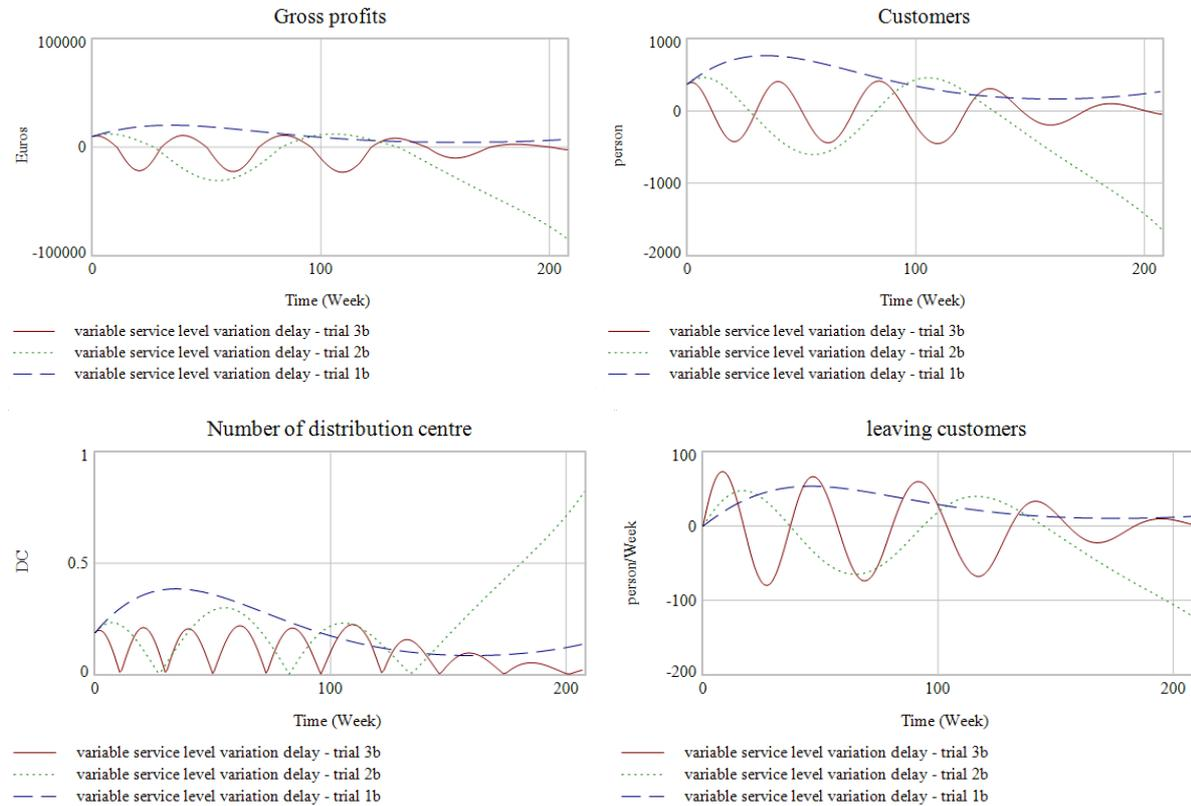 Gross profits
100000
0
-100000
Euros
0
100
200
Time (Week)
variable service level variation delay - trial 3b
variable service level variation delay - trial 2b
variable service level variation delay - trial 1b
Customers
1000
0
-1000
-2000
person
0
100
200
Time (Week)
variable service level variation delay - trial 3b
variable service level variation delay - trial 2b
variable service level variation delay - trial 1b
Number of distribution centre
1
0.5
0
DC
0
100
200
Time (Week)
variable service level variation delay - trial 3b
variable service level variation delay - trial 2b
variable service level variation delay - trial 1b
leaving customers
100
0
-100
-200
person/Week
0
100
200
Time (Week)
variable service level variation delay - trial 3b
variable service level variation delay - trial 2b
variable service level variation delay - trial 1b